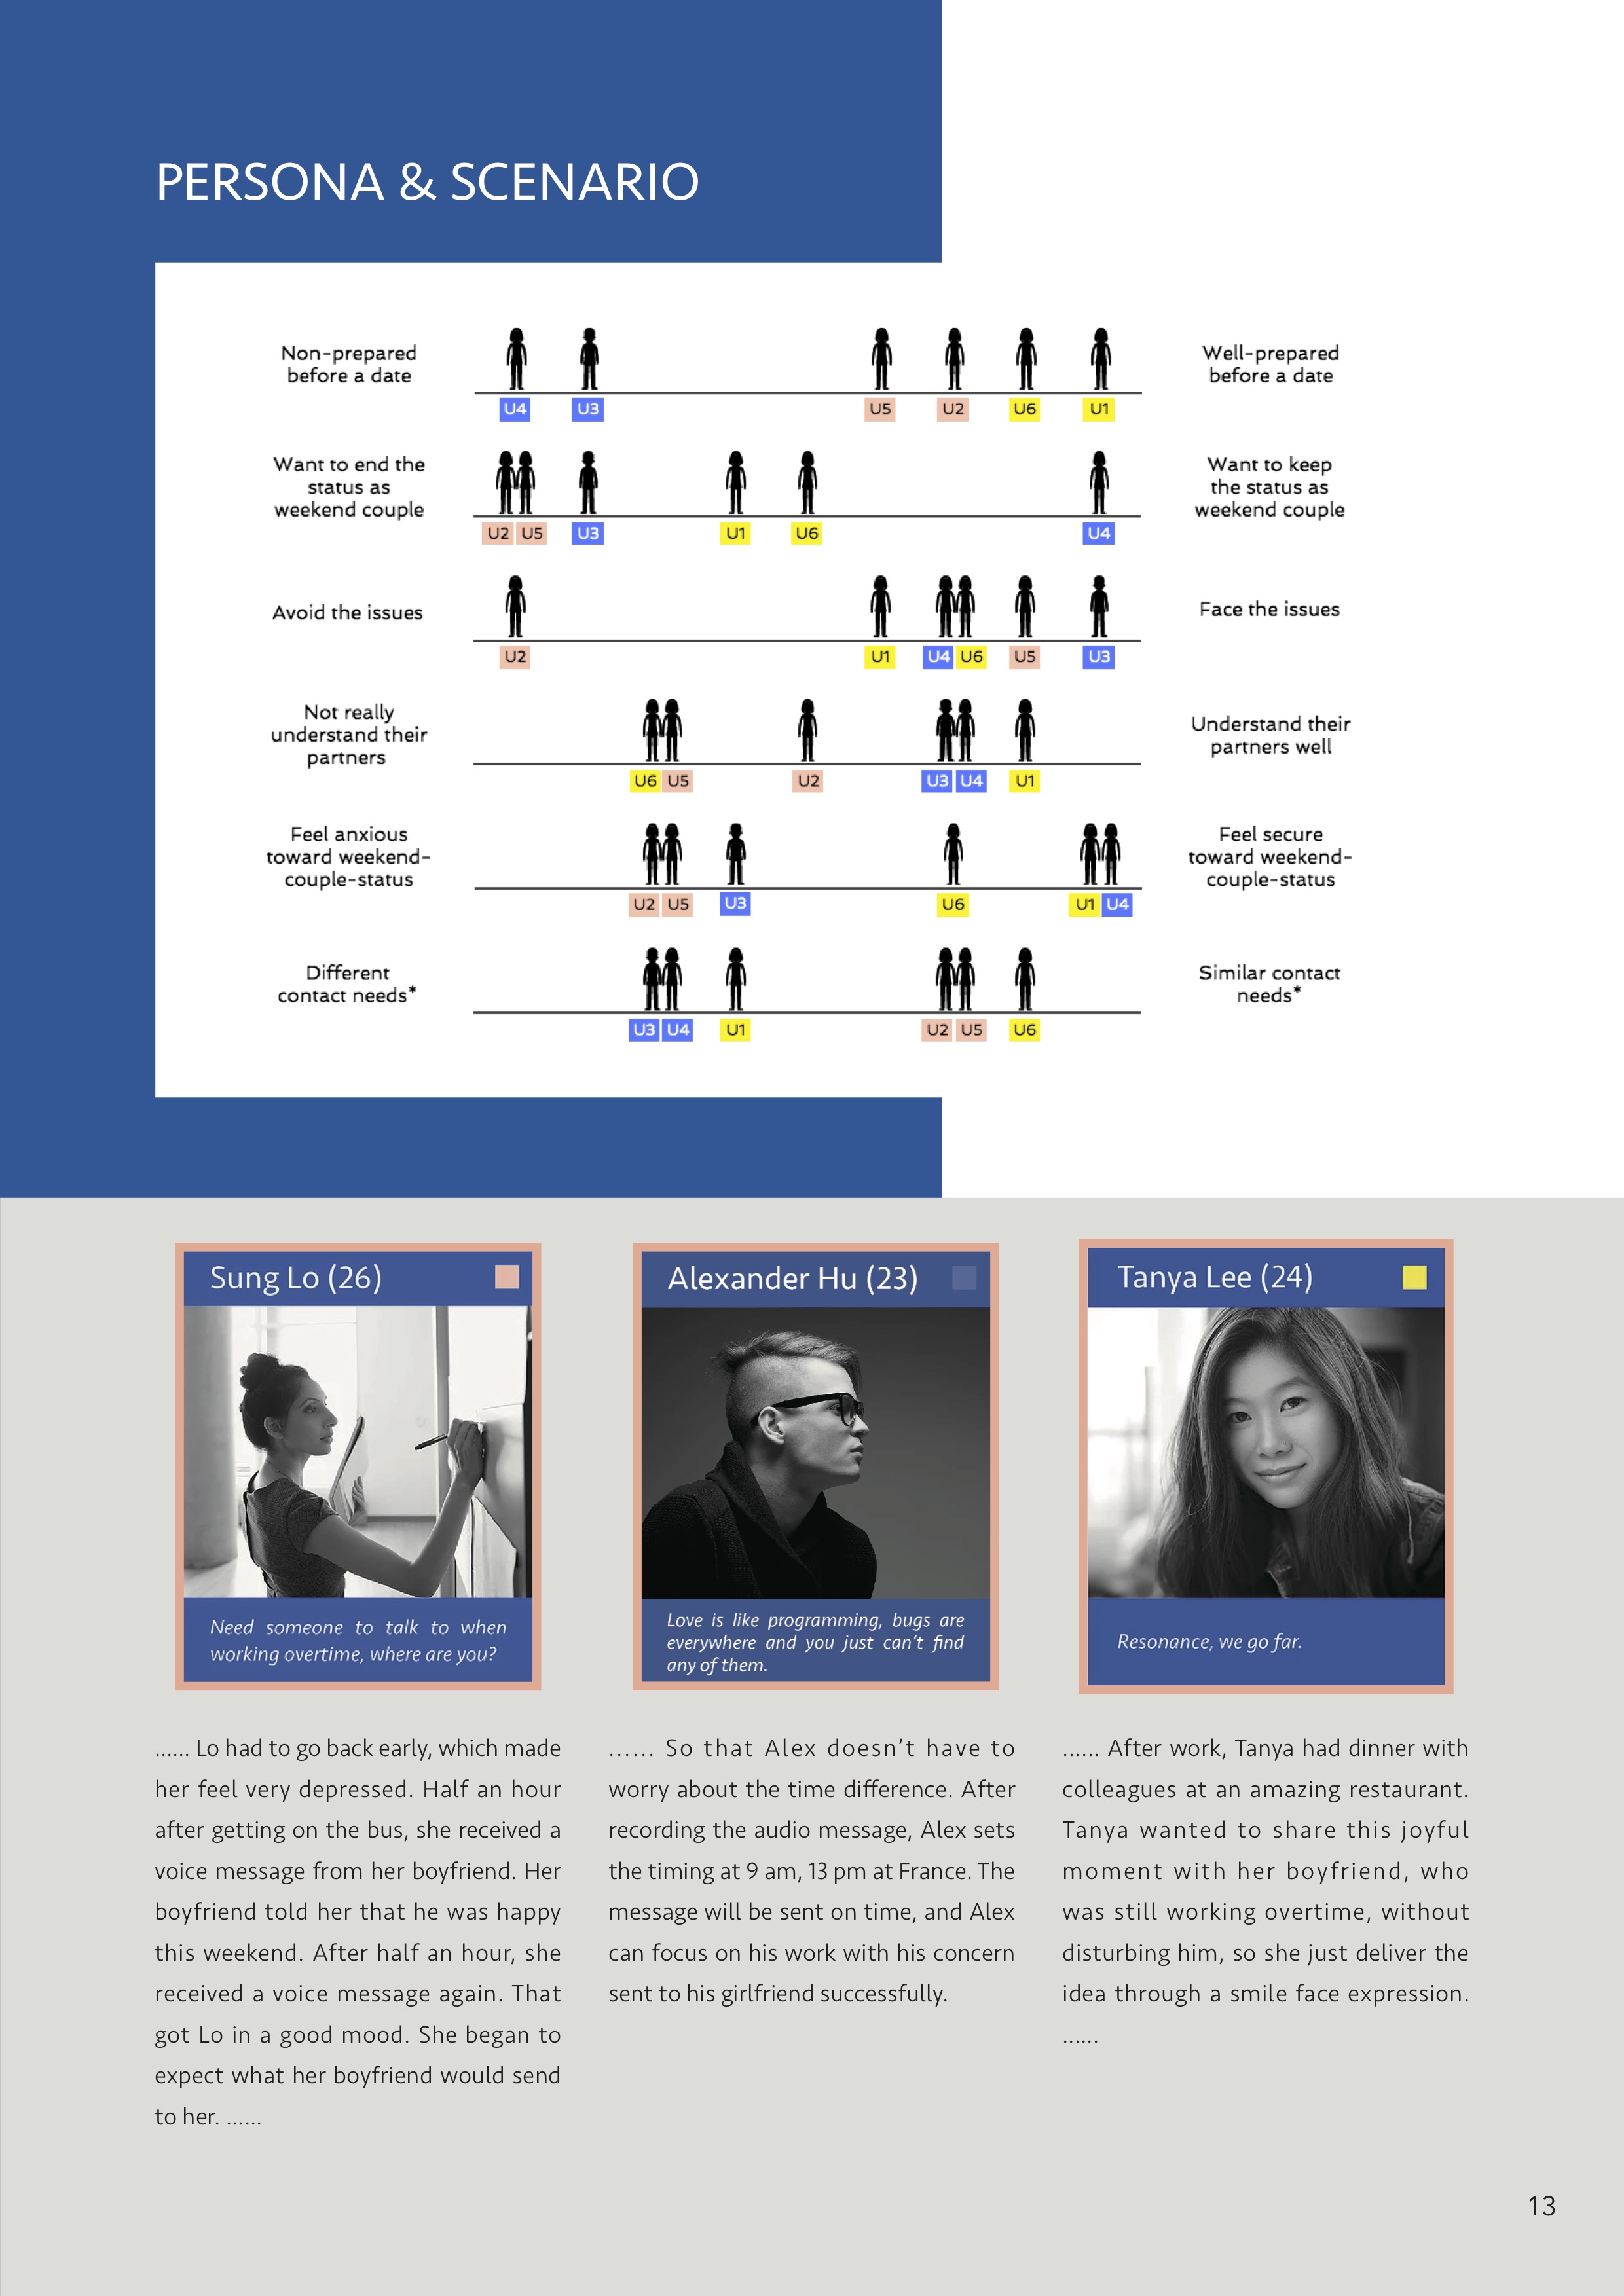 PERSONA & SCENARIO
Non-prepared
before a date
Well-prepared
before a date
U4 U3 U5 U2 U6 U1
Want to end the
status as
weekend couple
Want to keep
the status as
weekend couple
U2 U5 U3 U1 U6 U4
Avoid the issues
Face the issues
U2 U1 U4 U6 U5 U3
Not really
understand their
partners
Understand their
partners well
U6 U5 U2 U3 U4 U1
Feel anxious
toward weekend-
couple-status
Feel secure
toward weekend-
couple-status
U2 U5 U3 U6 U1 U4
Different
contact needs*
Similar contact
needs*
U3 U4 U1 U2 U5 U6
Sung Lo (26)
Need someone to talk to when
working overtime, where are you?
...... Lo had to go back early, which made
her feel very depressed. Half an hour
after getting on the bus, she received a
voice message from her boyfriend. Her
boyfriend told her that he was happy
this weekend. After half an hour, she
received a voice message again. That
got Lo in a good mood. She began to
expect what her boyfriend would send
to her. ......
Alexander Hu (23)
Love is like programming, bugs are
everywhere and you just can't find
any of them.
...... So that Alex doesn't have to
worry about the time difference. After
recording the audio message, Alex sets
the timing at 9 am, 13 pm at France. The
message will be sent on time, and Alex
can focus on his work with his concern
sent to his girlfriend successfully.
Tanya Lee (24)
Resonance, we go far.
...... After work, Tanya had dinner with
colleagues at an amazing restaurant.
Tanya wanted to share this joyful
moment with her boyfriend, who
was still working overtime, without
disturbing him, so she just deliver the
idea through a smile face expression.
......
13